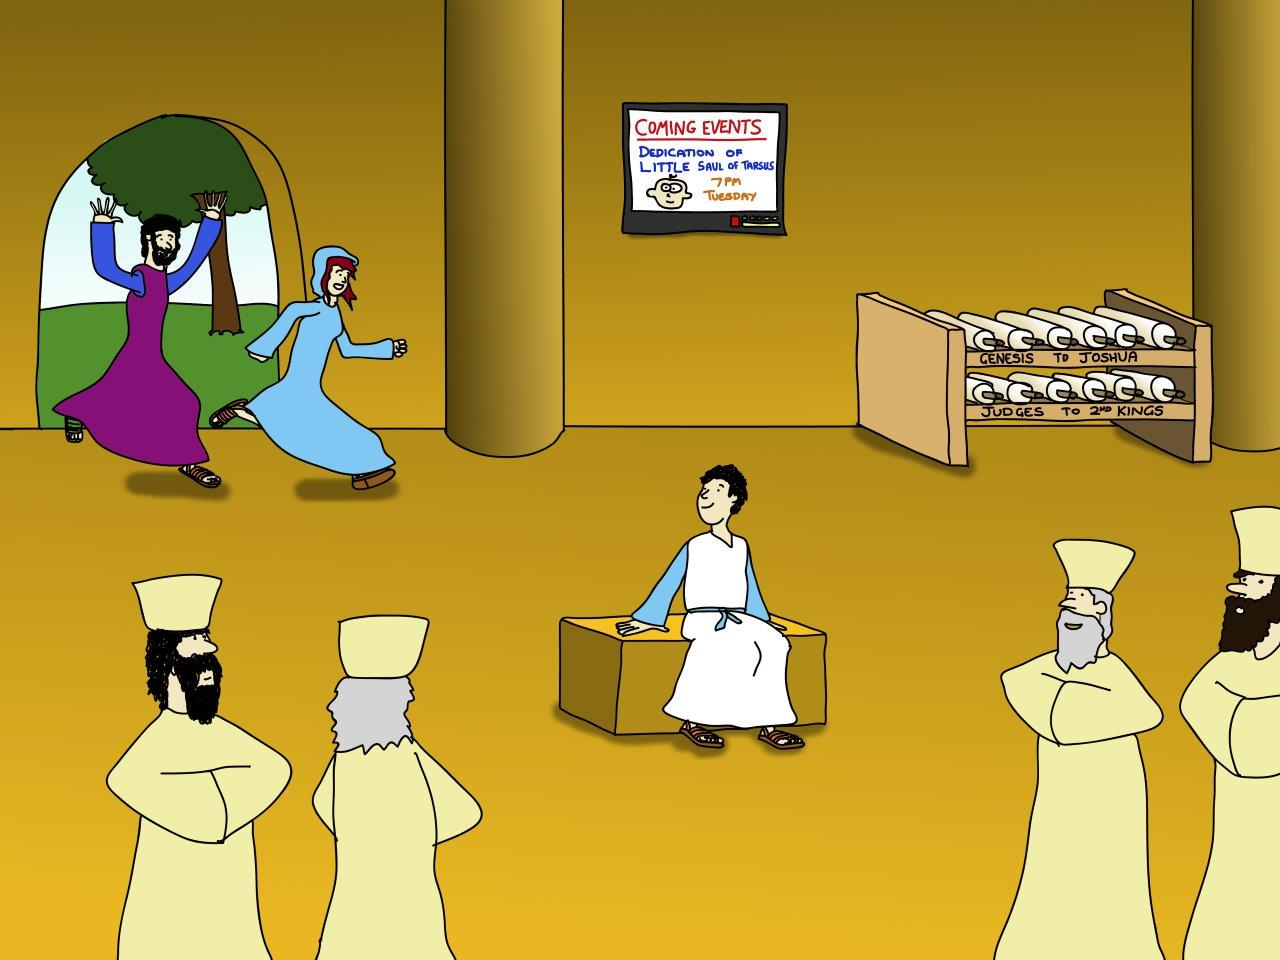 COMING EVENTS
DEDICATION OF
LITTLE SAUL OF TARSUS
7PM
TUESDAY
GENESIS TO JOSHUA
JUDGES TO 2ND KINGS